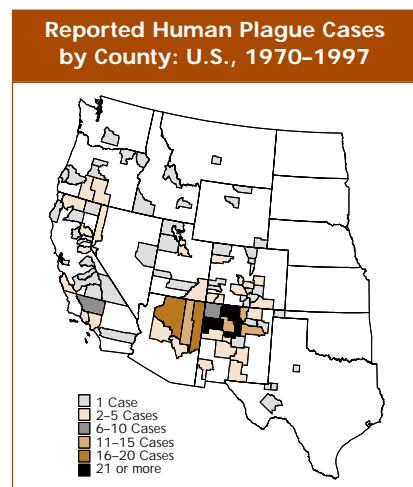 Reported Human Plague Cases
by County: U.S., 1970–1997
1 Case
2–5 Cases
6–10 Cases
11–15 Cases
16–20 Cases
21 or more